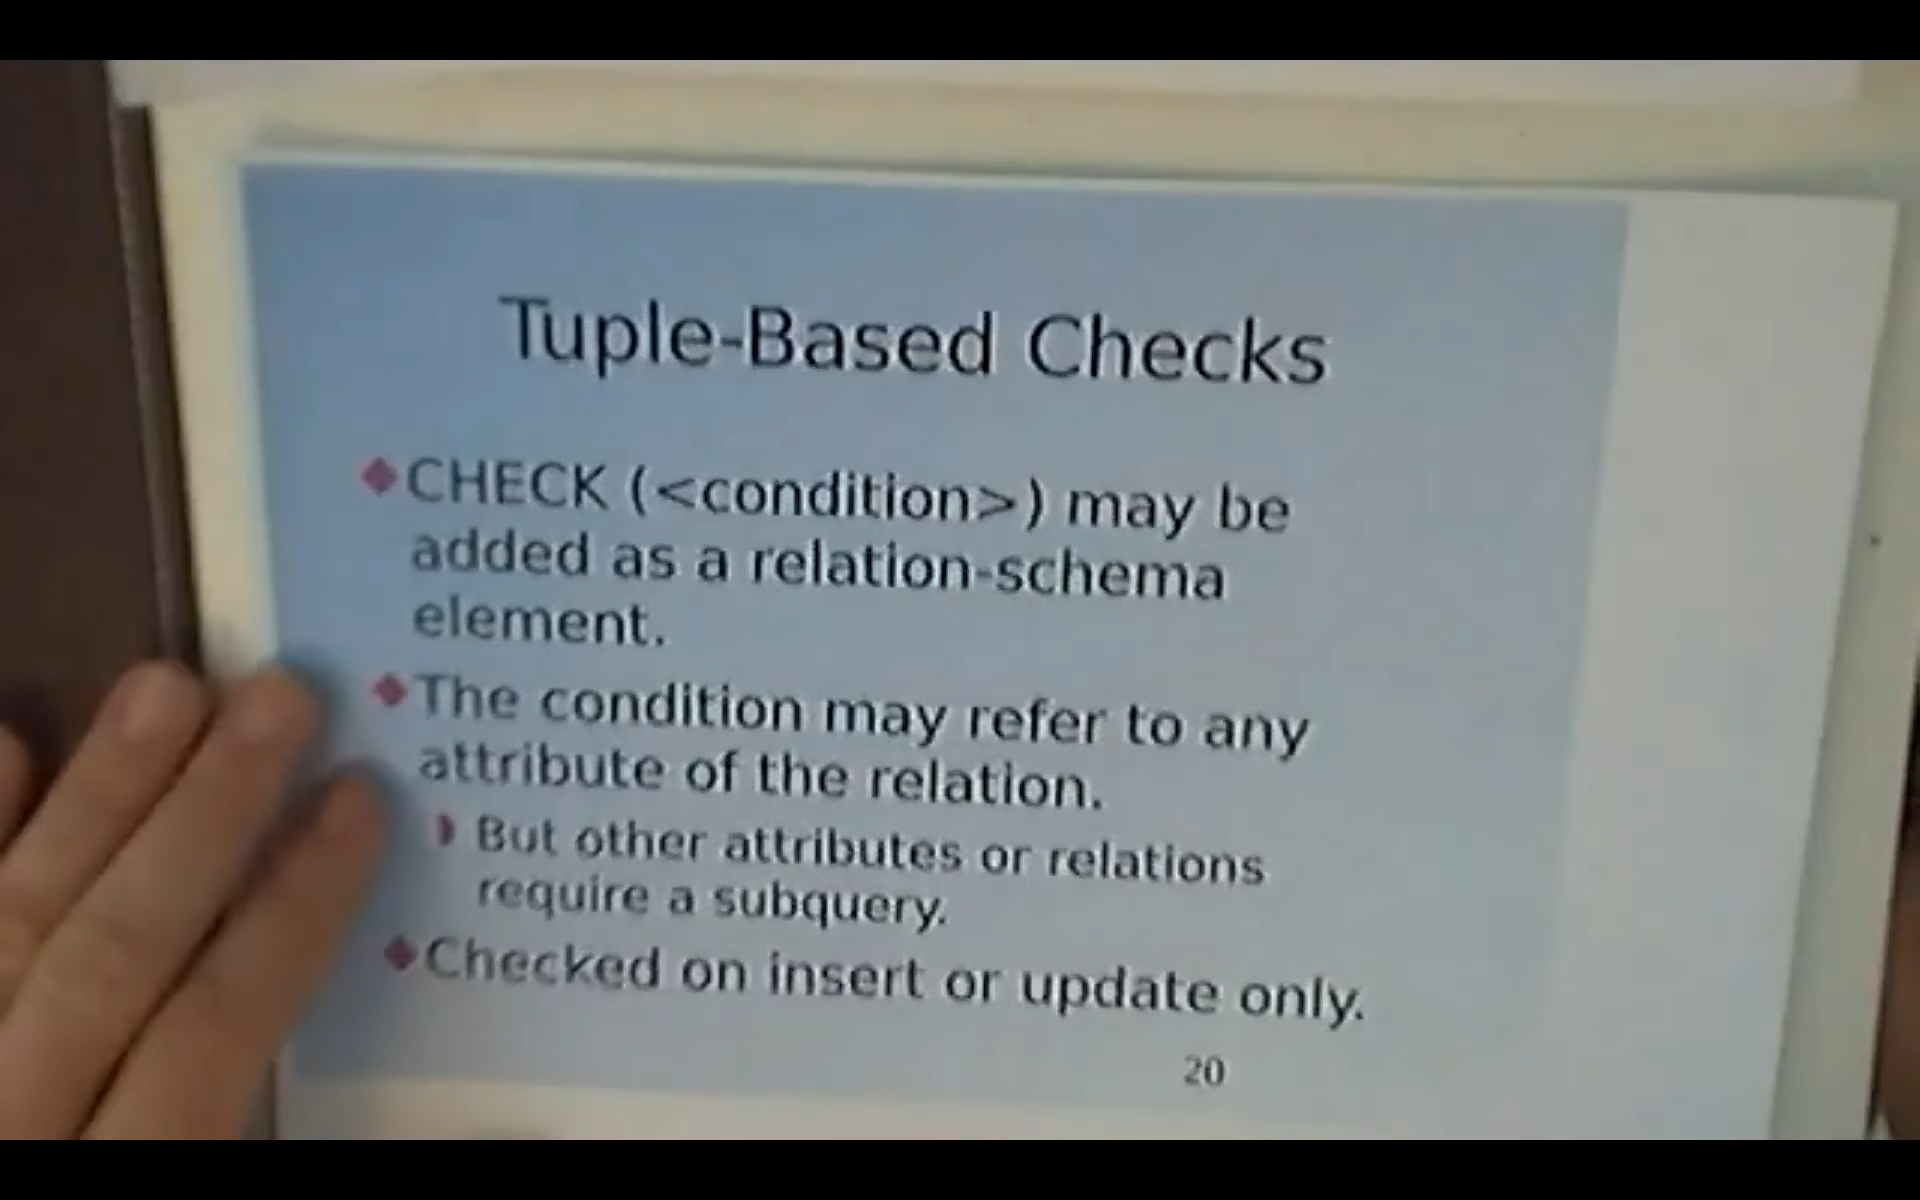 Tuple-Based Checks
CHECK (<condition>) may be
added as a relation-schema
element.
The condition may refer to any
attribute of the relation.
But other attributes or relations
require a subquery.
Checked on insert or update only.
20